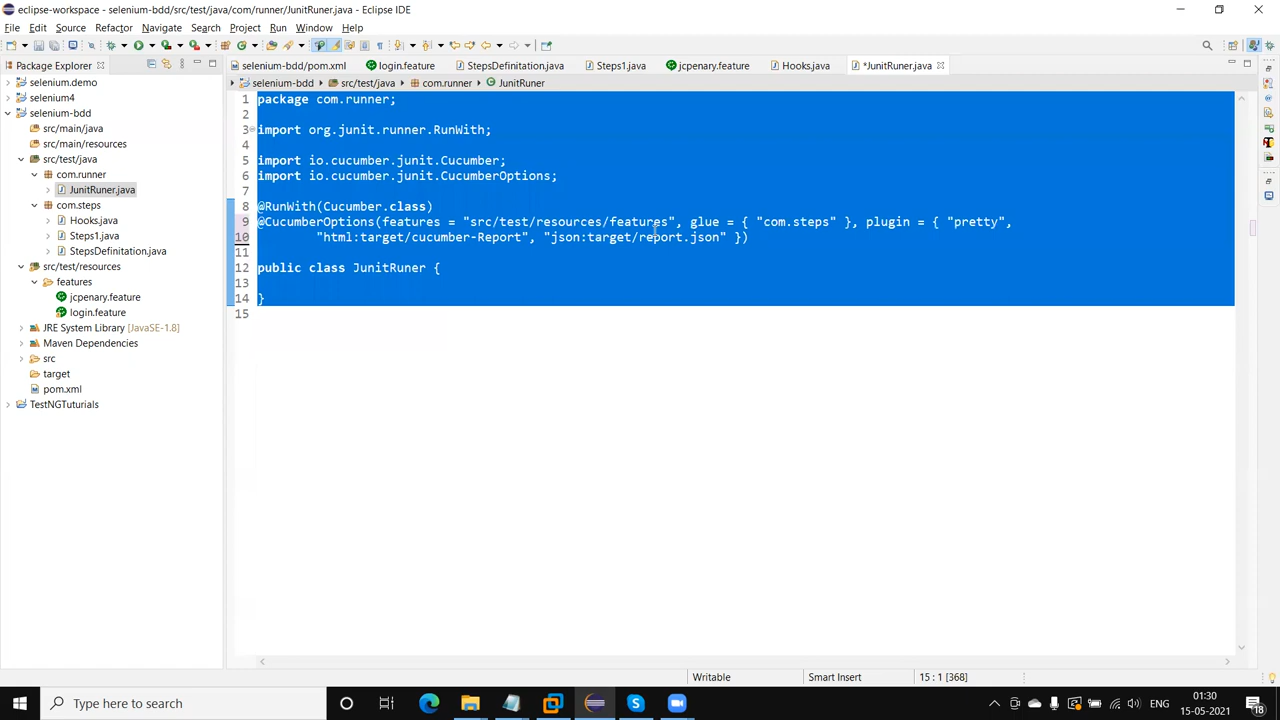 eclipse-workspace - selenium-bdd/src/test/java/com/runner/JunitRuner.java - Eclipse IDE
File Edit Source Refactor Navigate Search Project Run Window Help
Package Explorer
selenium-bdd/pom.xml login.feature StepsDefinition.java Steps1.java jcpenary.feature Hooks.java *JunitRuner.java
selenium-bdd src/test/java com.runner JunitRuner
selenium.demo
selenium4
selenium-bdd
src/main/java
src/main/resources
src/test/java
com.runner
JunitRuner.java
com.steps
Hooks.java
Steps1.java
StepsDefinition.java
src/test/resources
features
jcpenary.feature
login.feature
JRE System Library [JavaSE-1.8]
Maven Dependencies
src
target
pom.xml
TestNGTuturials
1 package com.runner;
2
3 import org.junit.runner.RunWith;
4
5 import io.cucumber.junit.Cucumber;
6 import io.cucumber.junit.CucumberOptions;
7
8 @RunWith(Cucumber.class)
9 @CucumberOptions(features = "src/test/resources/features", glue = { "com.steps" }, plugin = { "pretty",
10 "html:target/cucumber-Report", "json:target/report.json" })
11
12 public class JunitRuner {
13
14 }
15
Writable Smart Insert 15 : 1 [368]
Type here to search
ENG
01:30
15-05-2021
18